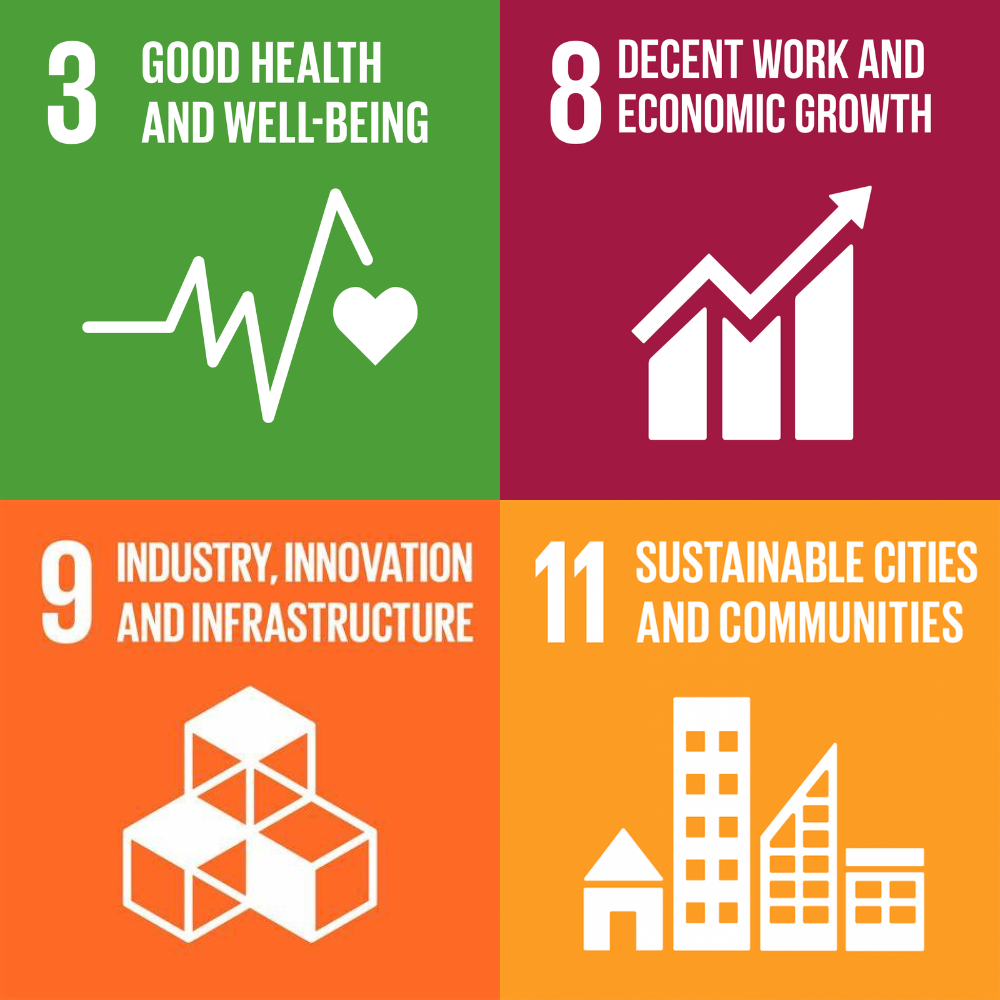 3
GOOD HEALTH
AND WELL-BEING
8
DECENT WORK AND
ECONOMIC GROWTH
9
INDUSTRY, INNOVATION
AND INFRASTRUCTURE
11
SUSTAINABLE CITIES
AND COMMUNITIES